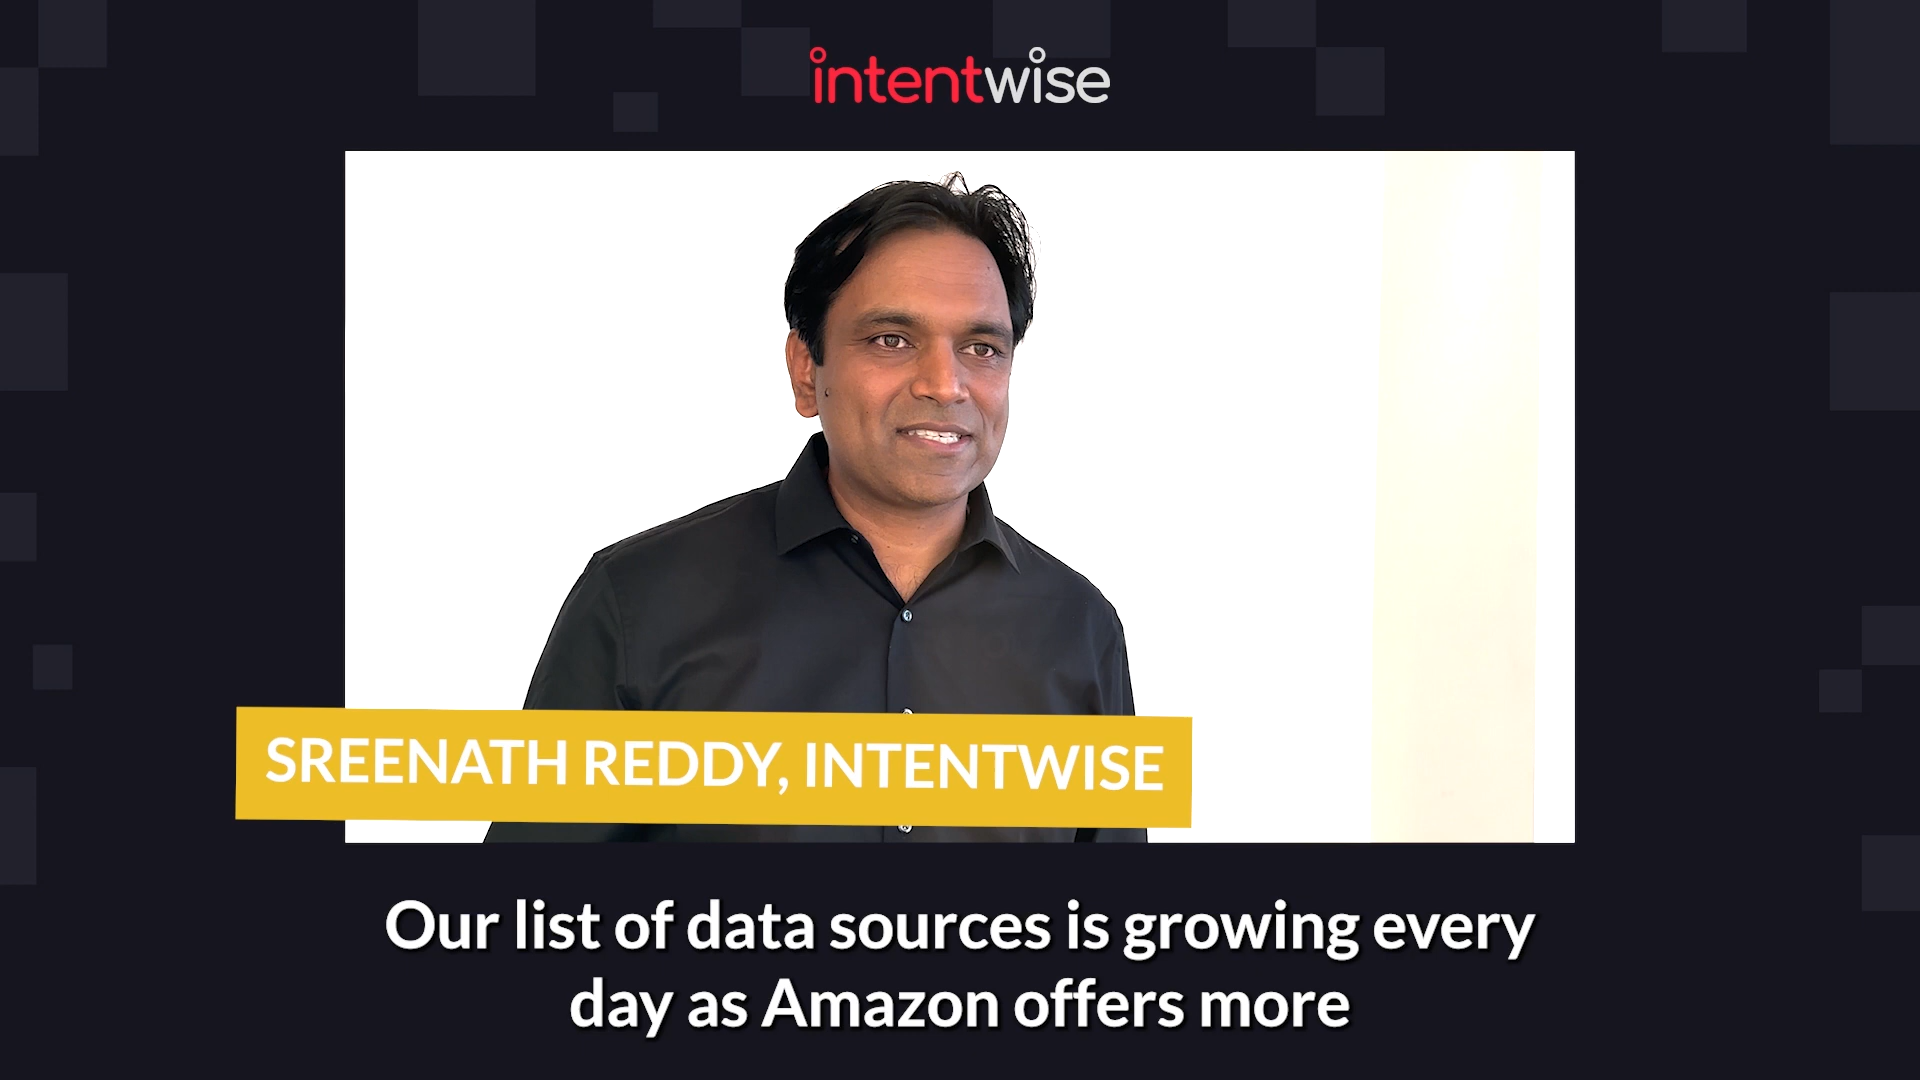 intentwise
SREENATH REDDY, INTENTWISE
Our list of data sources is growing every
day as Amazon offers more